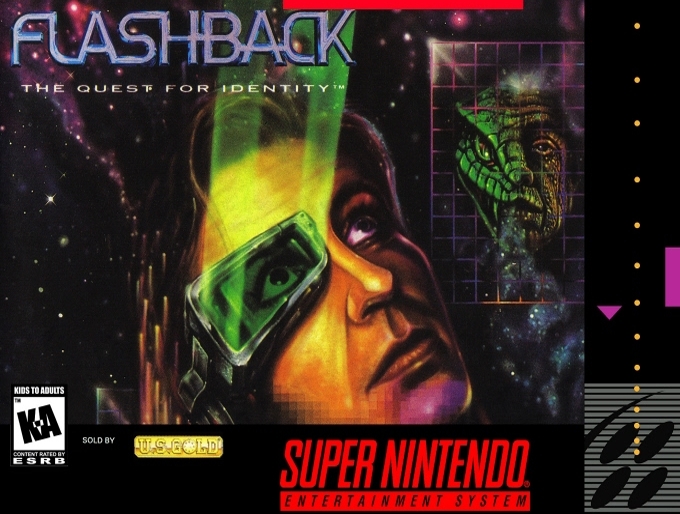 FLASHBACK
THE QUEST FOR IDENTITY™
KIDS TO ADULTS
TM
K-A
CONTENT RATED BY
ESRB
SOLD BY
U.S. GOLD
SUPER NINTENDO®
ENTERTAINMENT SYSTEM